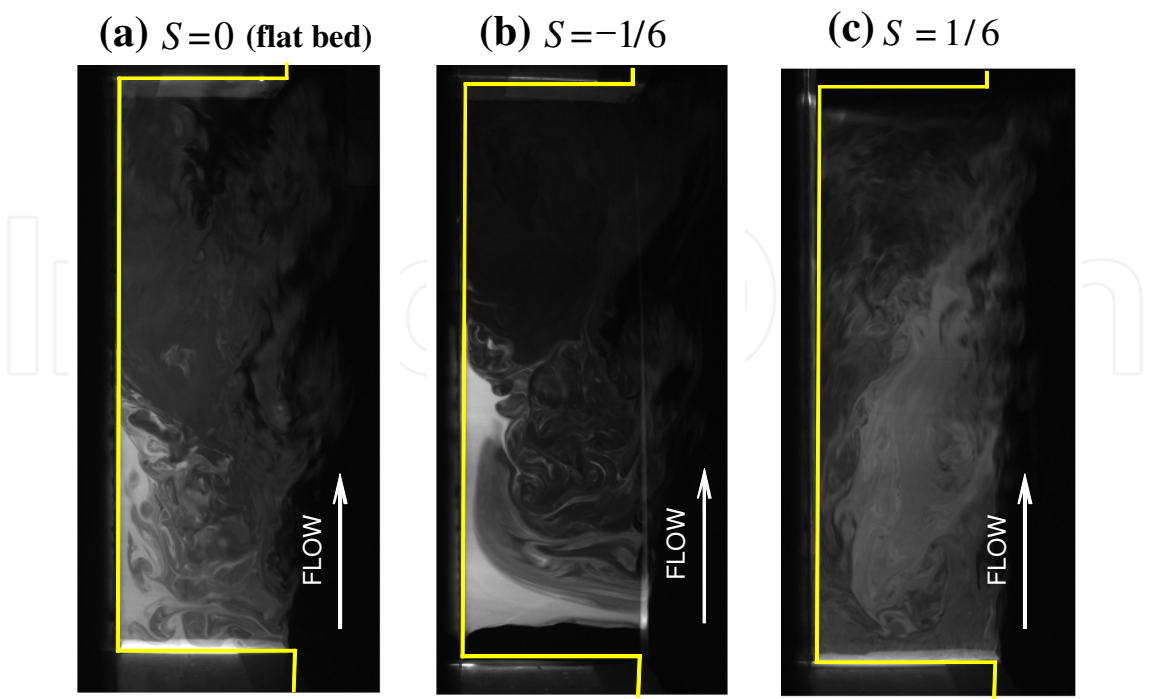 (a) S=0 (flat bed)
(b) S=−1/6
(c) S = 1/6
FLOW
FLOW
FLOW